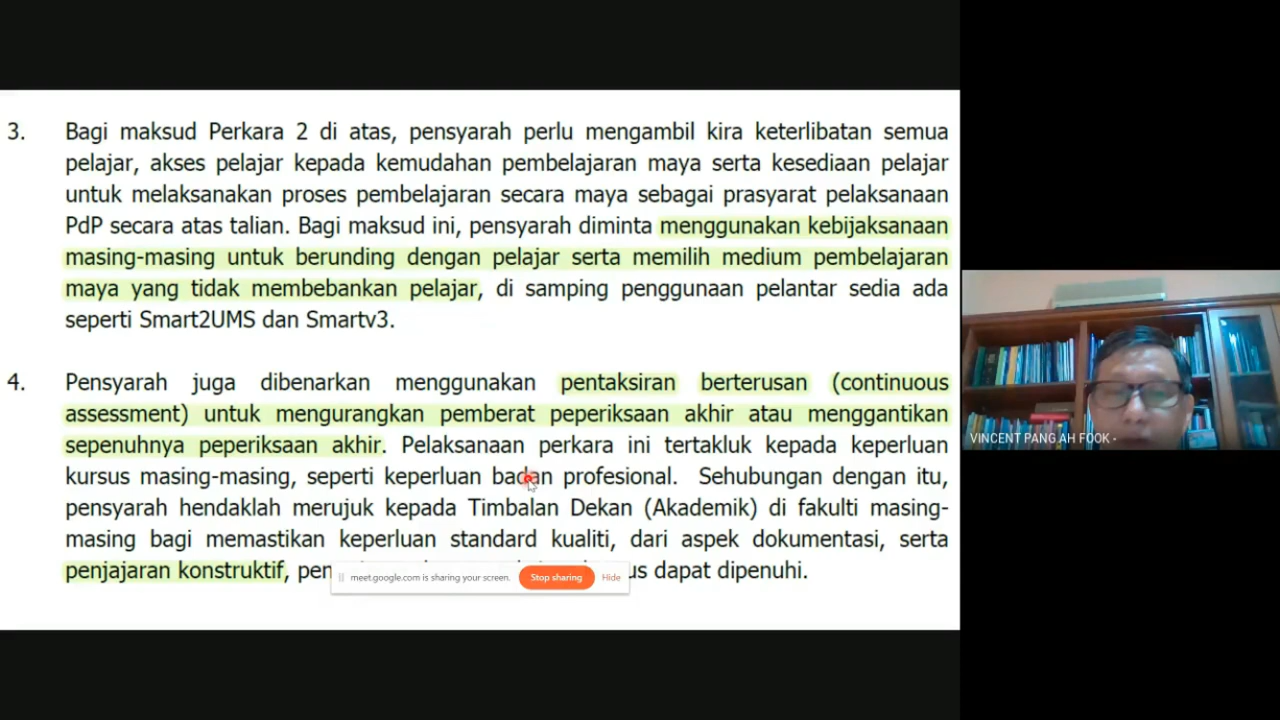 3. Bagi maksud Perkara 2 di atas, pensyarah perlu mengambil kira keterlibatan semua
pelajar, akses pelajar kepada kemudahan pembelajaran maya serta kesediaan pelajar
untuk melaksanakan proses pembelajaran secara maya sebagai prasyarat pelaksanaan
PdP secara atas talian. Bagi maksud ini, pensyarah diminta menggunakan kebijaksanaan
masing-masing untuk berunding dengan pelajar serta memilih medium pembelajaran
maya yang tidak membebankan pelajar, di samping penggunaan pelantar sedia ada
seperti Smart2UMS dan Smartv3.
4. Pensyarah juga dibenarkan menggunakan pentaksiran berterusan (continuous
assessment) untuk mengurangkan pemberat peperiksaan akhir atau menggantikan
sepenuhnya peperiksaan akhir. Pelaksanaan perkara ini tertakluk kepada keperluan
kursus masing-masing, seperti keperluan badan profesional. Sehubungan dengan itu,
pensyarah hendaklah merujuk kepada Timbalan Dekan (Akademik) di fakulti masing-
masing bagi memastikan keperluan standard kualiti, dari aspek dokumentasi, serta
penjajaran konstruktif, dapat dipenuhi.
meet.google.com is sharing your screen. Stop sharing Hide
VINCENT PANG AH FOOK -